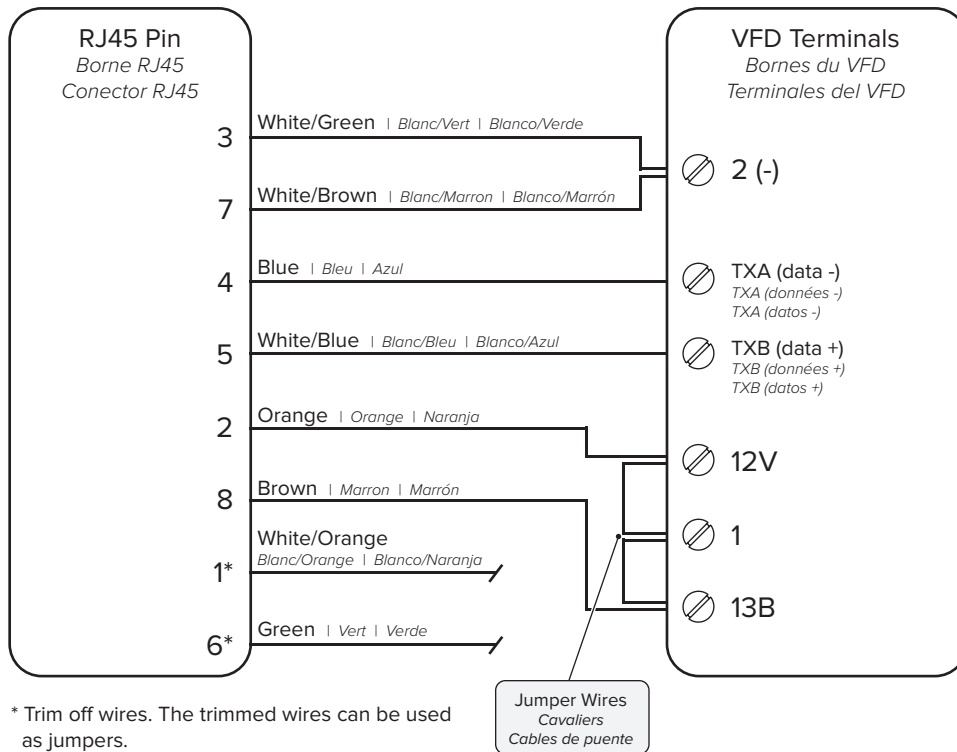 RJ45 Pin
Borne RJ45
Conector RJ45
VFD Terminals
Bornes du VFD
Terminales del VFD
3
White/Green | Blanc/Vert | Blanco/Verde
2 (-)
7
White/Brown | Blanc/Marron | Blanco/Marrón
4
Blue | Bleu | Azul
TXA (data -)
TXA (données -)
TXA (datos -)
5
White/Blue | Blanc/Bleu | Blanco/Azul
TXB (data +)
TXB (données +)
TXB (datos +)
2
Orange | Orange | Naranja
12V
8
Brown | Marron | Marrón
1
1*
White/Orange
Blanc/Orange | Blanco/Naranja
13B
6*
Green | Vert | Verde
Jumper Wires
Cavaliers
Cables de puente
* Trim off wires. The trimmed wires can be used
as jumpers.